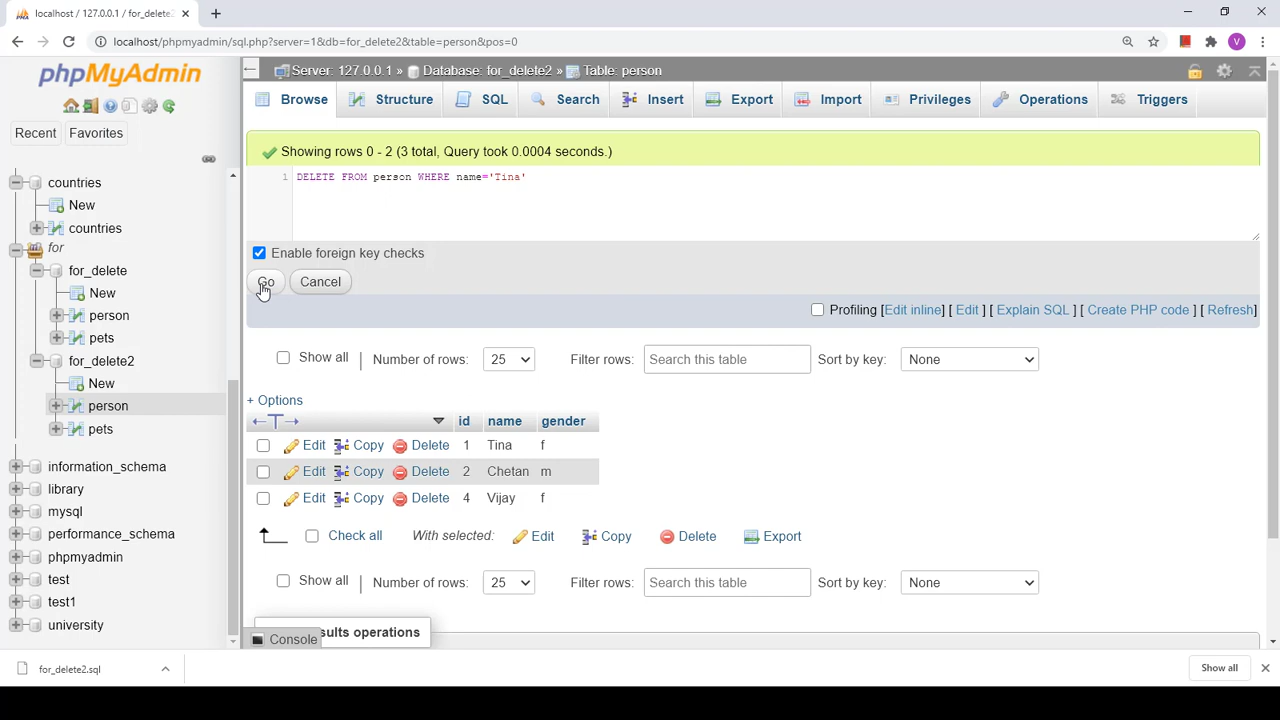 localhost / 127.0.0.1 / for_delete
localhost/phpmyadmin/sql.php?server=1&db=for_delete2&table=person&pos=0
V
phpMyAdmin
Recent Favorites
countries
New
countries
for
for_delete
New
person
pets
for_delete2
New
person
pets
information_schema
library
mysql
performance_schema
phpmyadmin
test
test1
university
Server: 127.0.0.1 » Database: for_delete2 » Table: person
Browse Structure SQL Search Insert Export Import Privileges Operations Triggers
Showing rows 0 - 2 (3 total, Query took 0.0004 seconds.)
1 DELETE FROM person WHERE name='Tina'
Enable foreign key checks
Go Cancel
Profiling [Edit inline] [ Edit ] [ Explain SQL ] [ Create PHP code ] [ Refresh]
Show all Number of rows: 25 Filter rows: Search this table Sort by key: None
+ Options
id name gender
Edit Copy Delete 1 Tina f
Edit Copy Delete 2 Chetan m
Edit Copy Delete 4 Vijay f
Check all With selected: Edit Copy Delete Export
Show all Number of rows: 25 Filter rows: Search this table Sort by key: None
sults operations
Console
for_delete2.sql
Show all